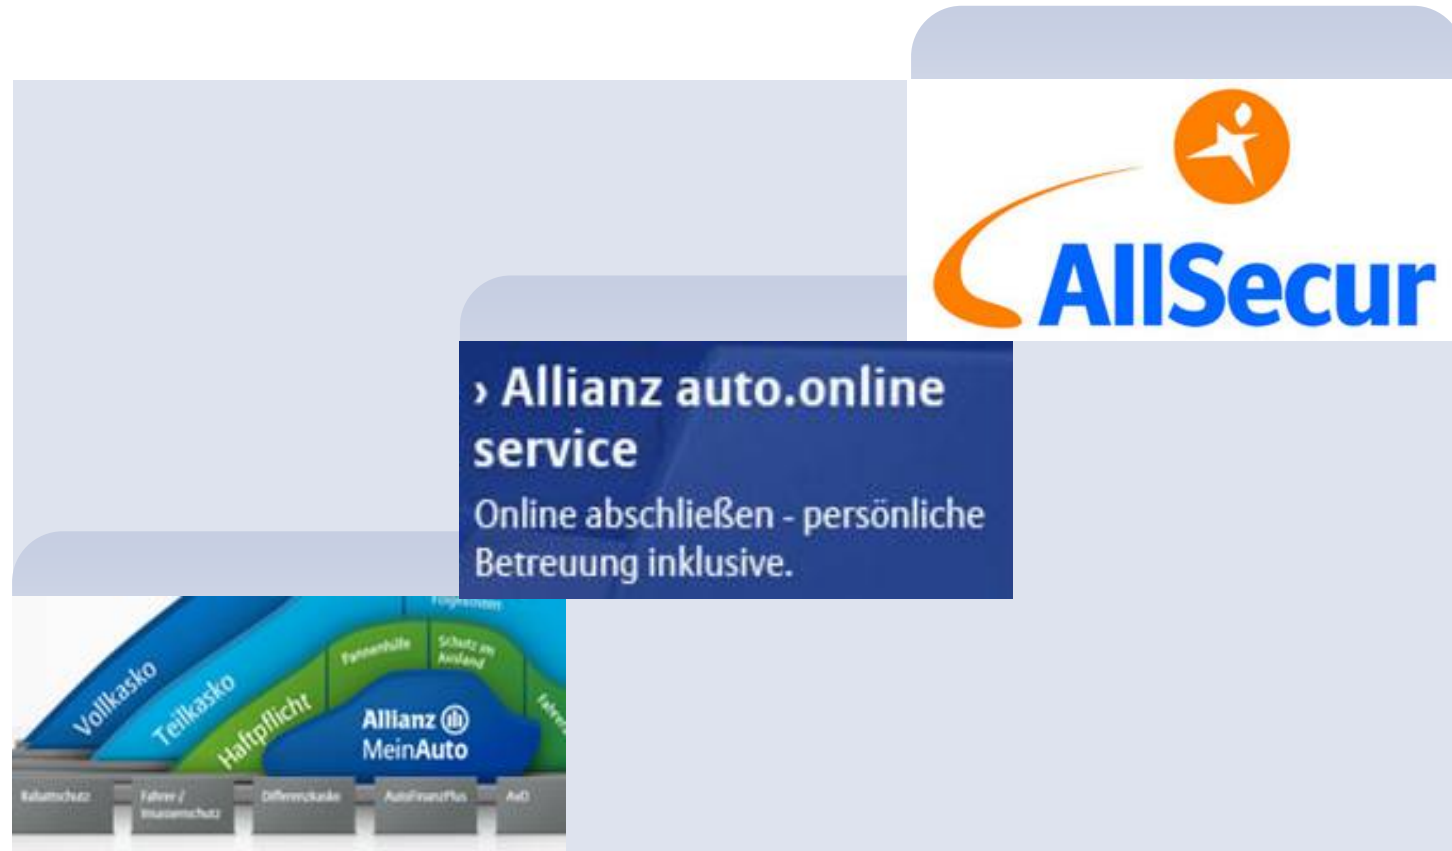 AllSecur
› Allianz auto.online
service
Online abschließen - persönliche
Betreuung inklusive.
Vollkasko
Teilkasko
Haftpflicht
Pannenhilfe
Schutz im
Ausland
Allianz
MeinAuto
Rabattschutz
Fahrer /
Insassenschutz
Differenzkasko
AutoFinanzPlus
AvD